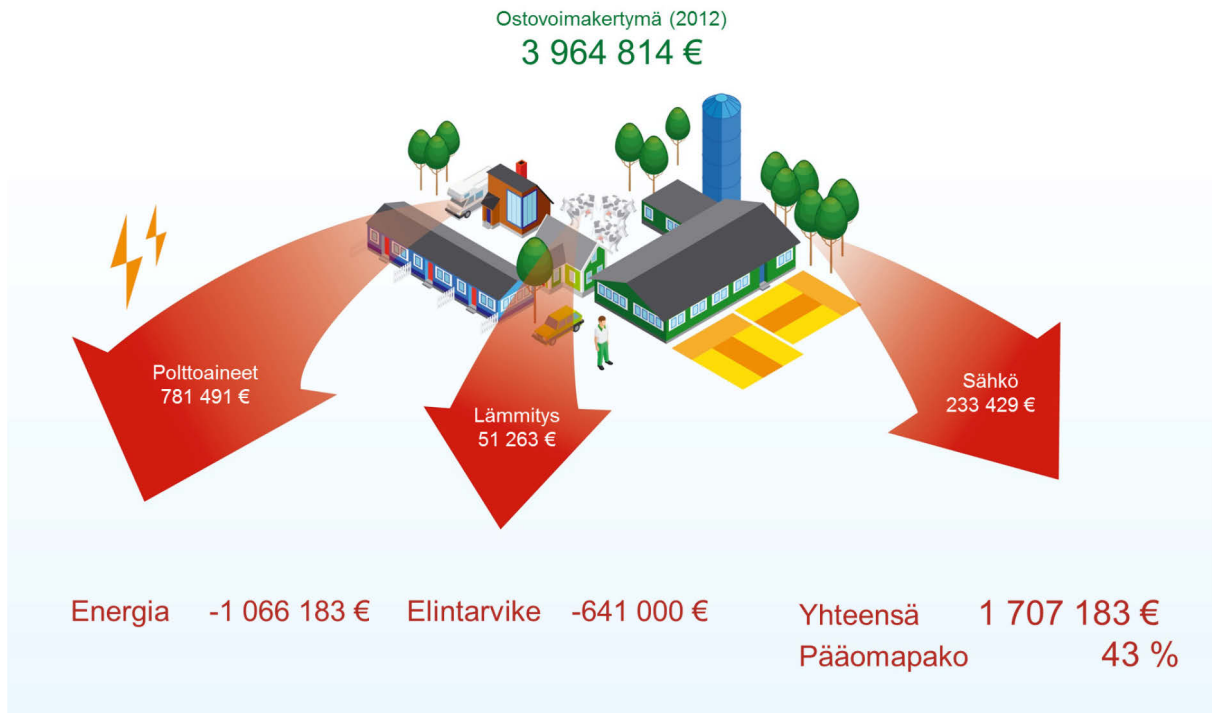 Ostovoimakertymä (2012)
3 964 814 €
Polttoaineet
781 491 €
Lämmitys
51 263 €
Sähkö
233 429 €
Energia -1 066 183 € Elintarvike -641 000 €
Yhteensä 1 707 183 €
Pääomapako 43 %